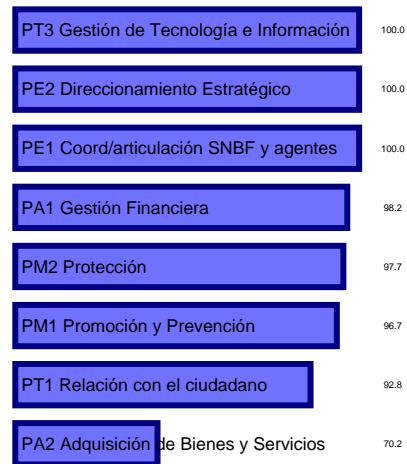 PT3 Gestión de Tecnología e Información 100.0
PE2 Direccionamiento Estratégico 100.0
PE1 Coord/articulación SNBF y agentes 100.0
PA1 Gestión Financiera 98.2
PM2 Protección 97.7
PM1 Promoción y Prevención 96.7
PT1 Relación con el ciudadano 92.8
PA2 Adquisición de Bienes y Servicios 70.2